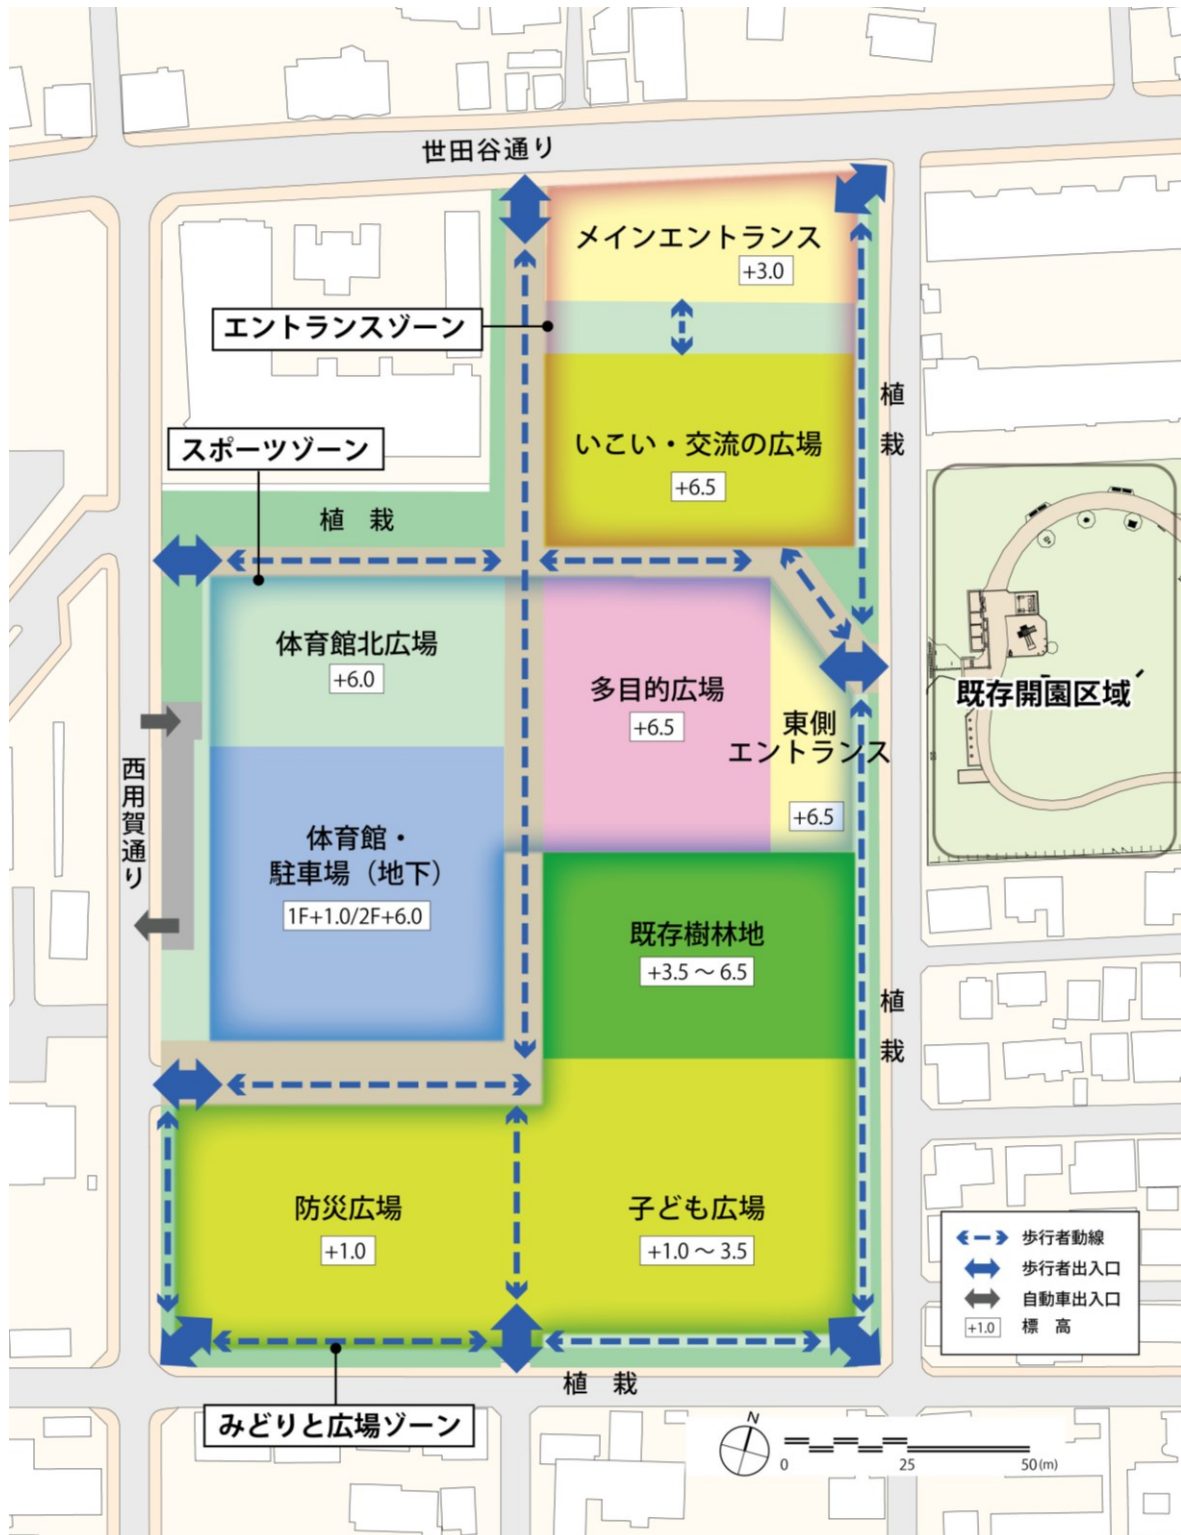 世田谷通り
メインエントランス
+3.0
エントランスゾーン
植栽
いこい・交流の広場
+6.5
スポーツゾーン
植 栽
体育館北広場
+6.0
多目的広場
+6.5
東側
エントランス
+6.5
既存開園区域
西用賀通り
体育館・
駐車場（地下）
1F+1.0/2F+6.0
既存樹林地
+3.5 ～ 6.5
植栽
防災広場
+1.0
子ども広場
+1.0 ～ 3.5
歩行者動線
歩行者出入口
自動車出入口
+1.0 標 高
植 栽
みどりと広場ゾーン
N
0 25 50(m)